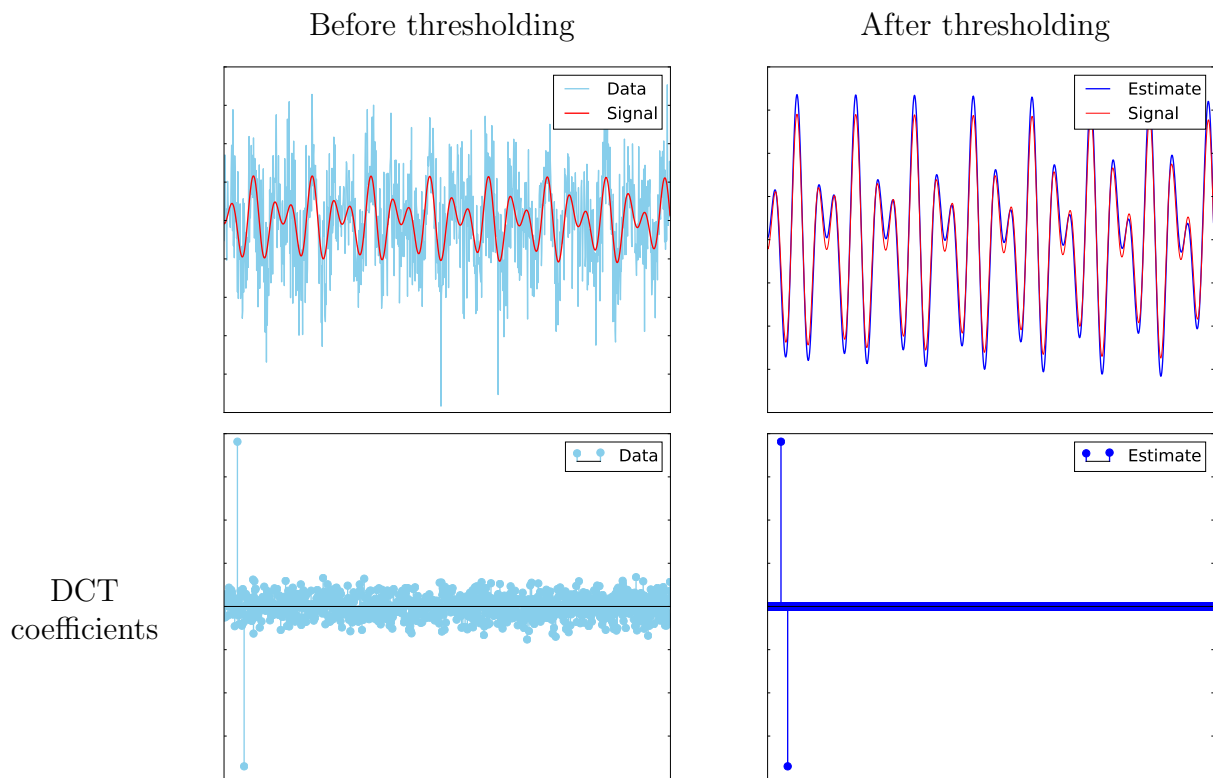 Before thresholding
After thresholding
Data
Signal
Estimate
Signal
Data
Estimate
DCT
coefficients